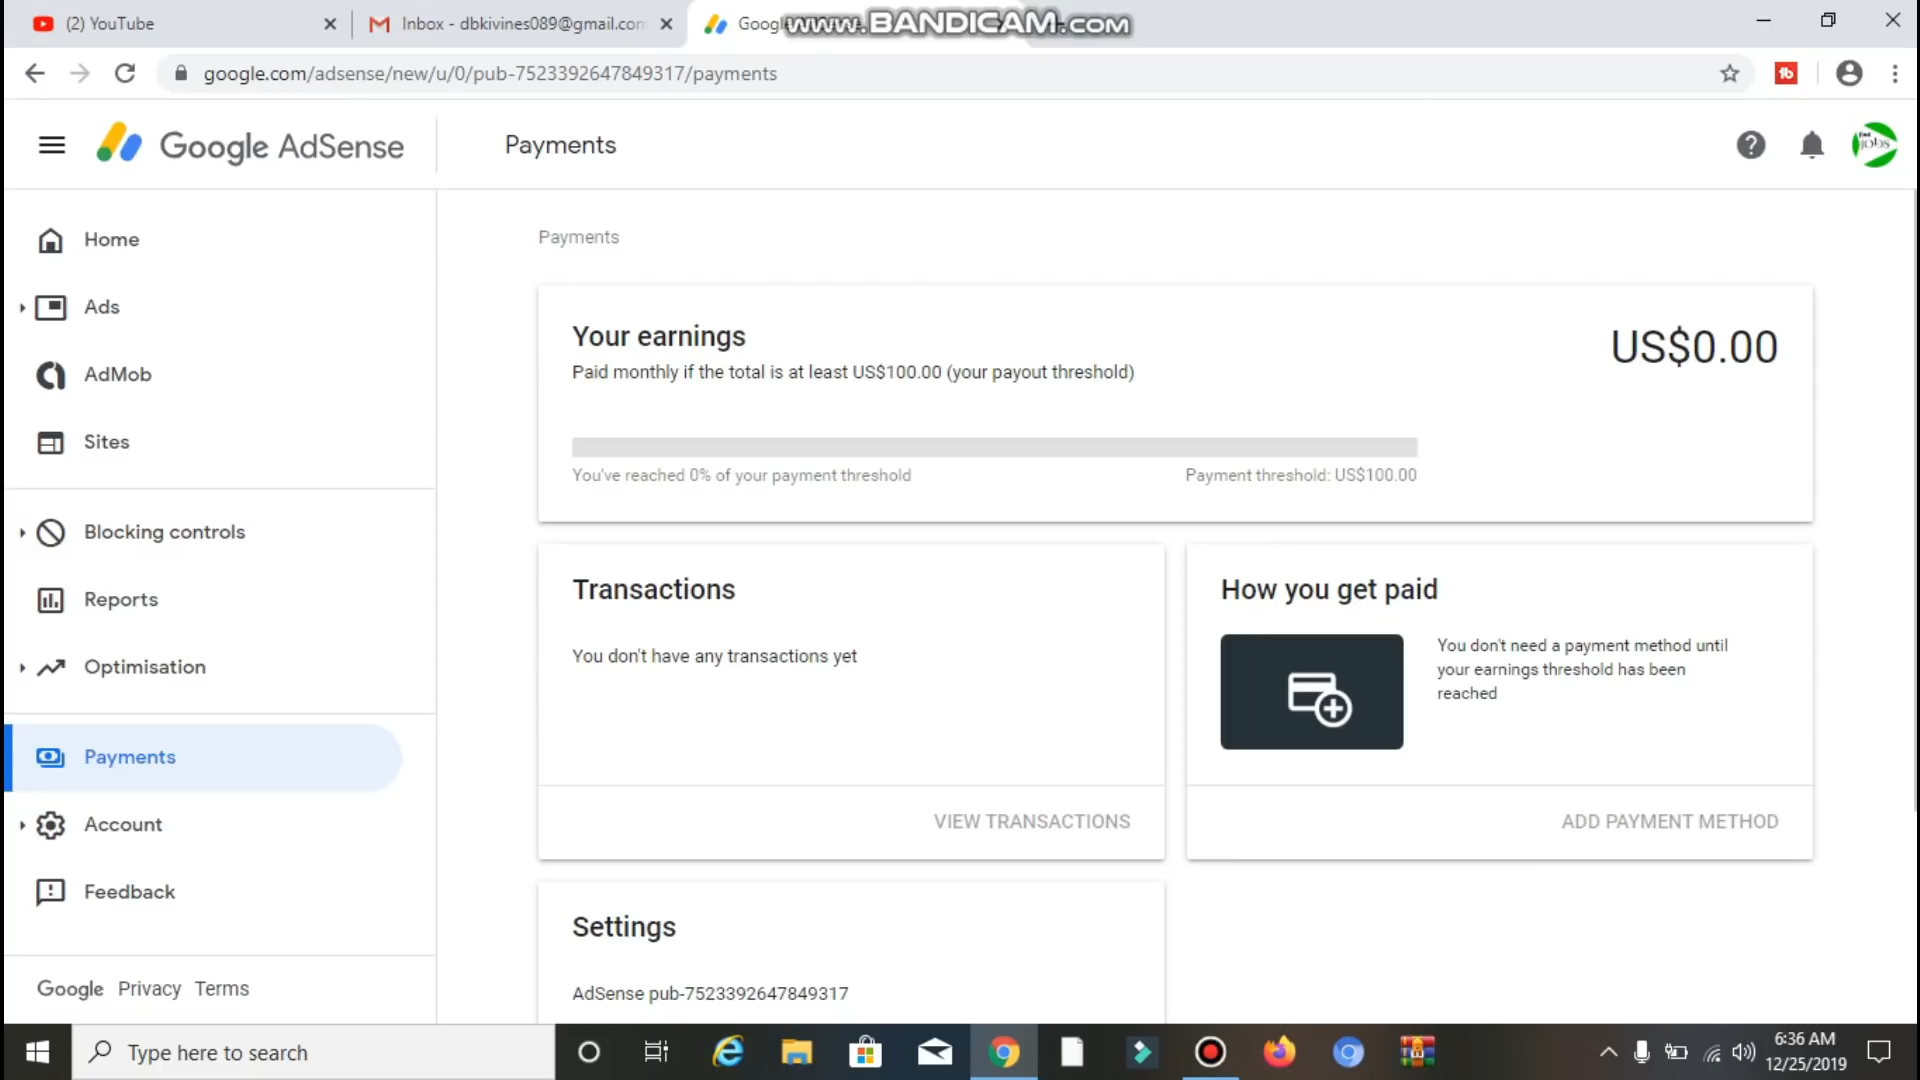 (2) YouTube
Inbox - dbkivines089@gmail.com
Googl
www.BANDICAM.com
google.com/adsense/new/u/0/pub-7523392647849317/payments
Google AdSense
Payments
jobs
Home
Ads
AdMob
Sites
Blocking controls
Reports
Optimisation
Payments
Account
Feedback
Google Privacy Terms
Payments
Your earnings
US$0.00
Paid monthly if the total is at least US$100.00 (your payout threshold)
You've reached 0% of your payment threshold
Payment threshold: US$100.00
Transactions
You don't have any transactions yet
VIEW TRANSACTIONS
How you get paid
You don't need a payment method until
your earnings threshold has been
reached
ADD PAYMENT METHOD
Settings
AdSense pub-7523392647849317
Type here to search
6:36 AM
12/25/2019